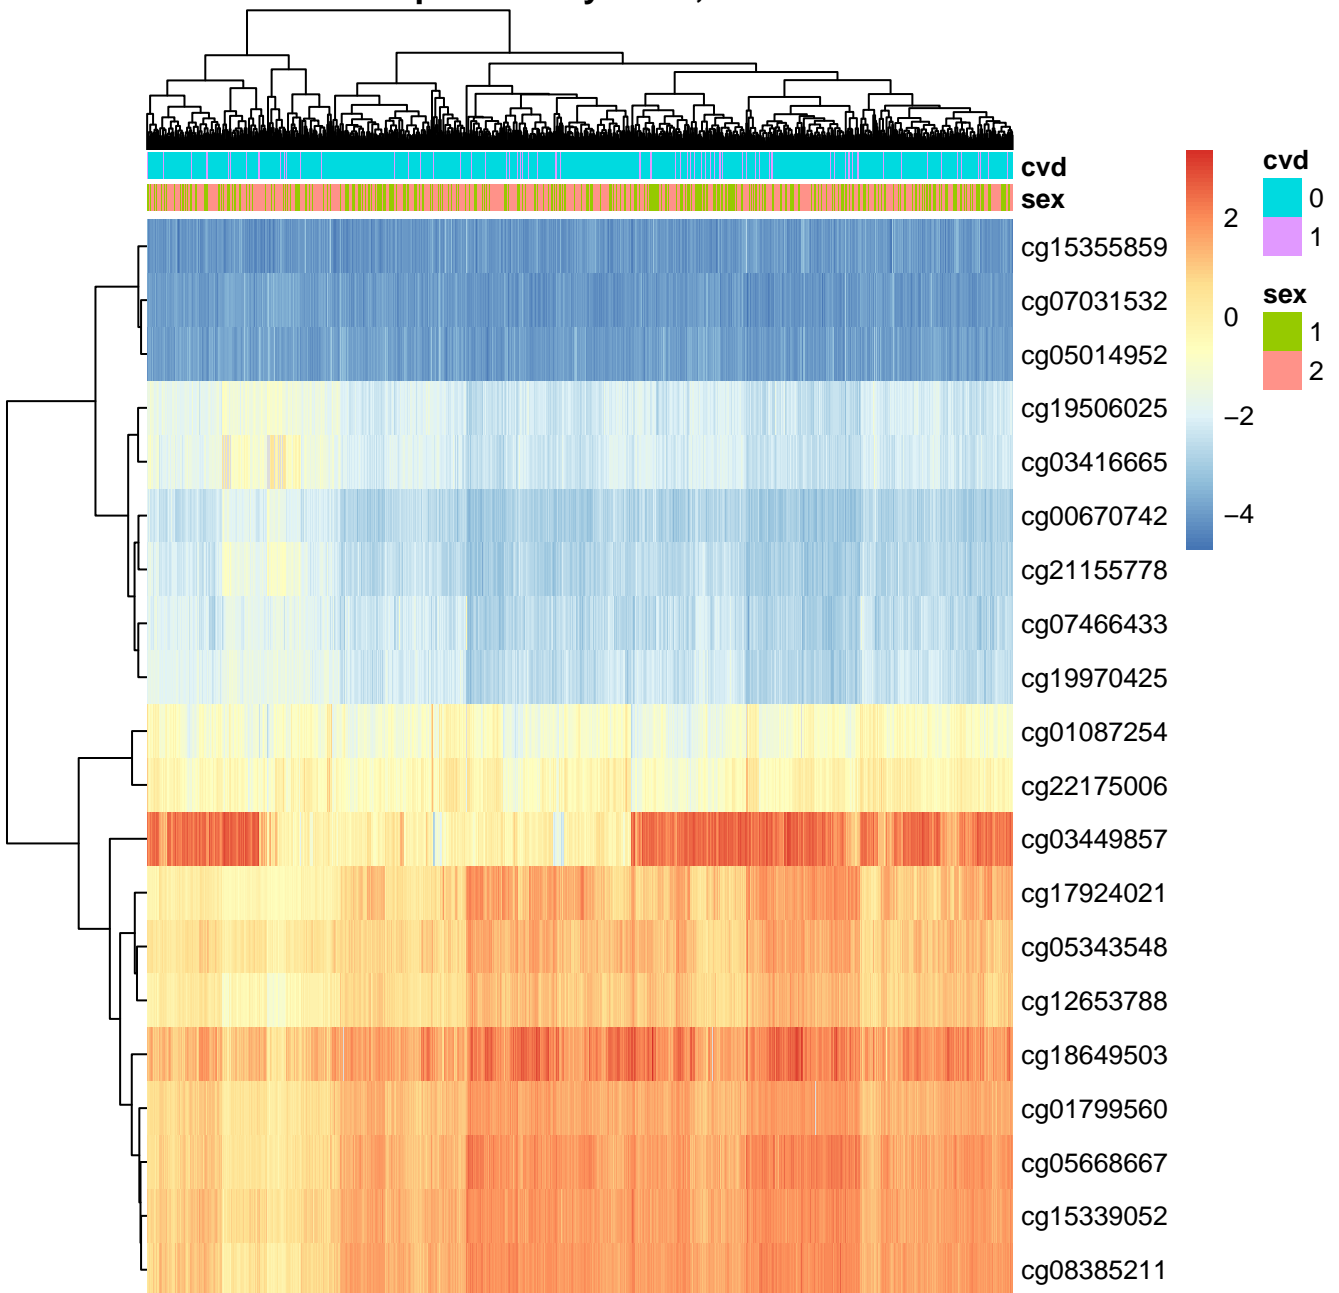 cvd
sex
cg15355859
cg07031532
cg05014952
cg19506025
cg03416665
cg00670742
cg21155778
cg07466433
cg19970425
cg01087254
cg22175006
cg03449857
cg17924021
cg05343548
cg12653788
cg18649503
cg01799560
cg05668667
cg15339052
cg08385211
2
0
−2
−4
cvd
0
1
sex
1
2